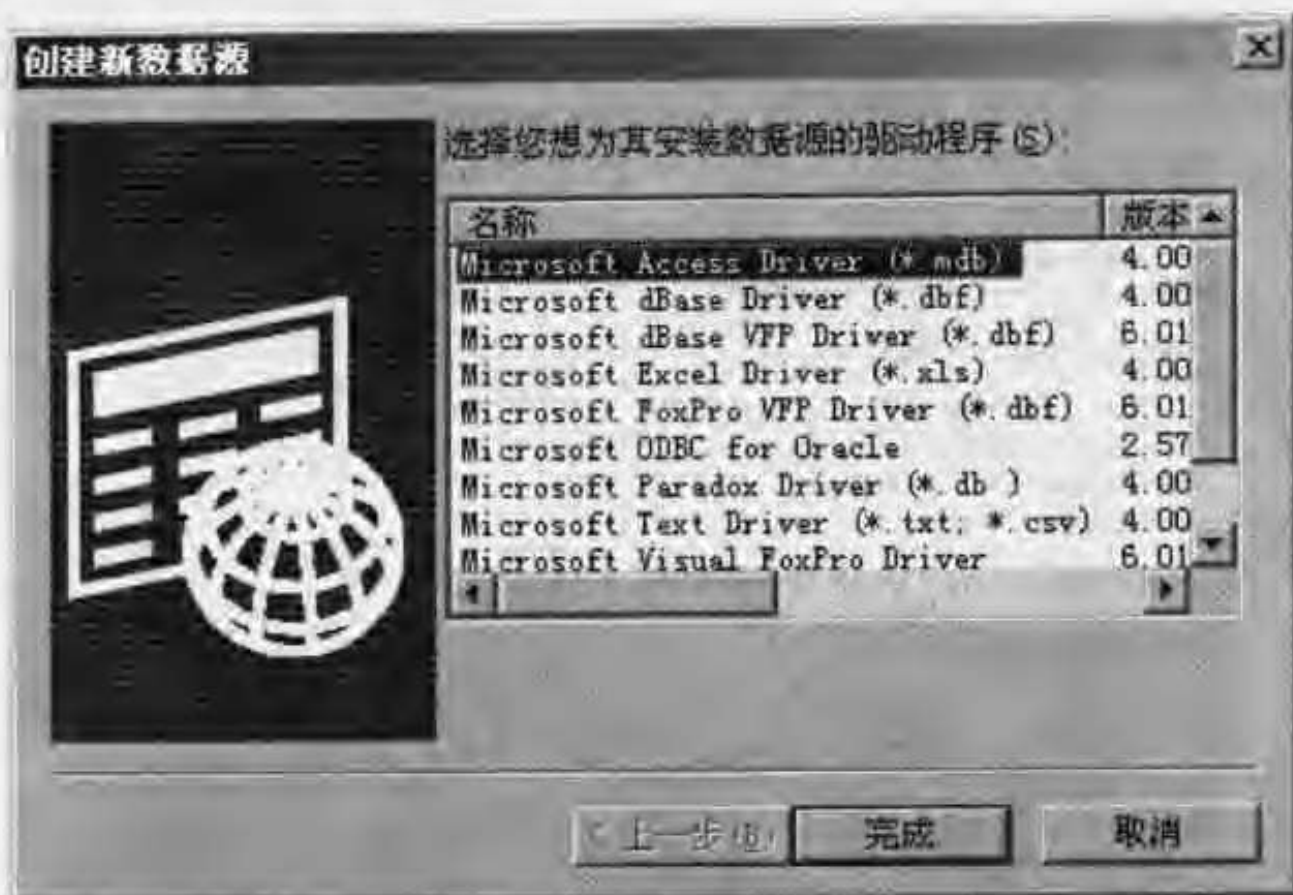 创建新数据源
选择您想为其安装数据源的驱动程序(S):
名称 版本
Microsoft Access Driver (*.mdb) 4.00
Microsoft dBase Driver (*.dbf) 4.00
Microsoft dBase VFP Driver (*.dbf) 6.01
Microsoft Excel Driver (*.xls) 4.00
Microsoft FoxPro VFP Driver (*.dbf) 6.01
Microsoft ODBC for Oracle 2.57
Microsoft Paradox Driver (*.db ) 4.00
Microsoft Text Driver (*.txt; *.csv) 4.00
Microsoft Visual FoxPro Driver 6.01
< 上一步(B) 完成 取消